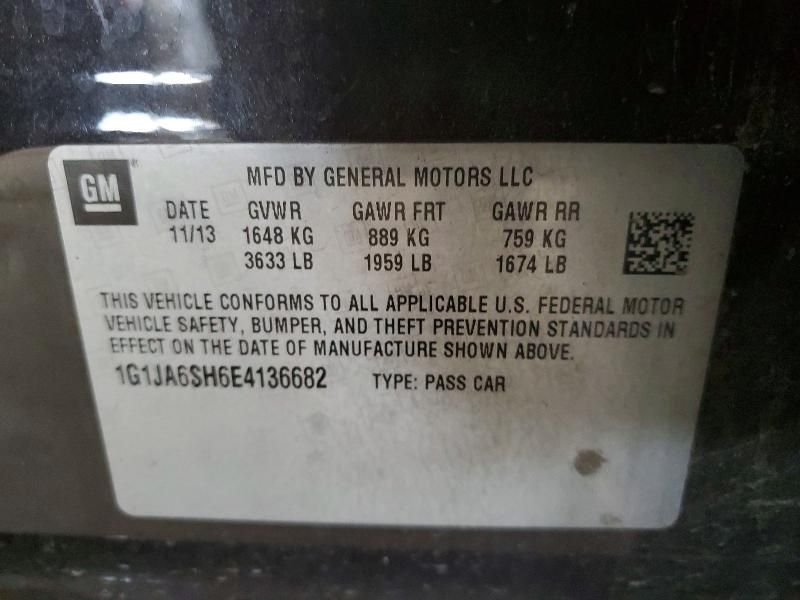 GM
MFD BY GENERAL MOTORS LLC
DATE GVWR GAWR FRT GAWR RR
11/13 1648 KG 889 KG 759 KG
3633 LB 1959 LB 1674 LB
THIS VEHICLE CONFORMS TO ALL APPLICABLE U.S. FEDERAL MOTOR
VEHICLE SAFETY, BUMPER, AND THEFT PREVENTION STANDARDS IN
EFFECT ON THE DATE OF MANUFACTURE SHOWN ABOVE.
1G1JA6SH6E4136682 TYPE: PASS CAR